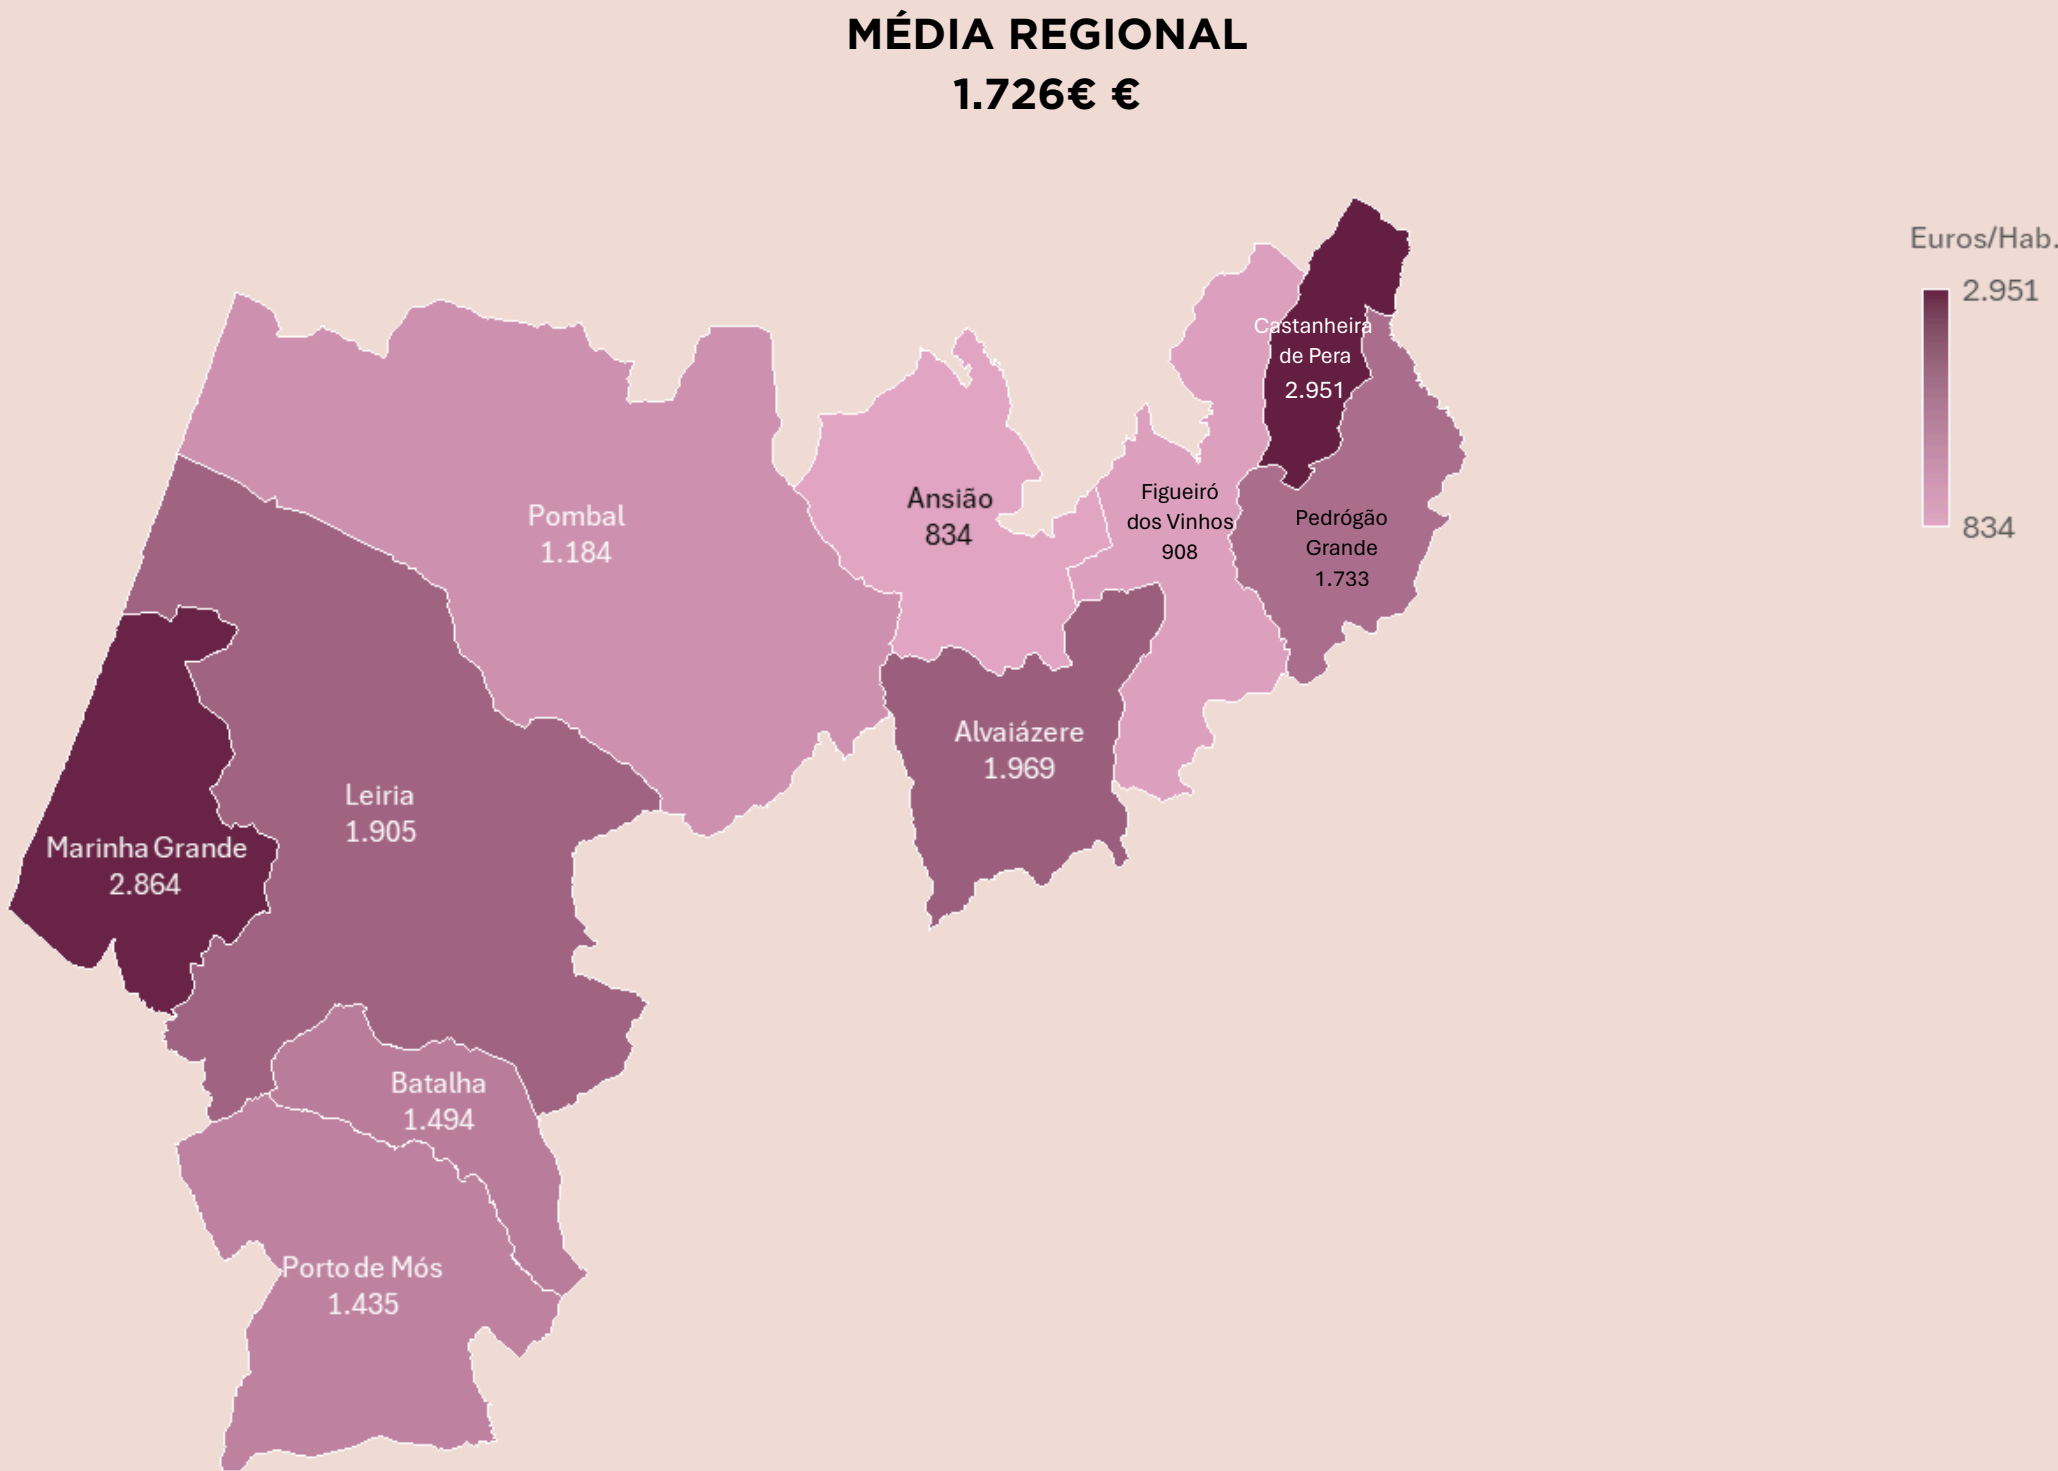 MÉDIA REGIONAL
1.726€ €
Euros/Hab.
2.951
834
Castanheira
de Pera
2.951
Figueiró
dos Vinhos
908
Pedrógão
Grande
1.733
Ansião
834
Pombal
1.184
Alvaiázere
1.969
Leiria
1.905
Marinha Grande
2.864
Batalha
1.494
Porto de Mós
1.435